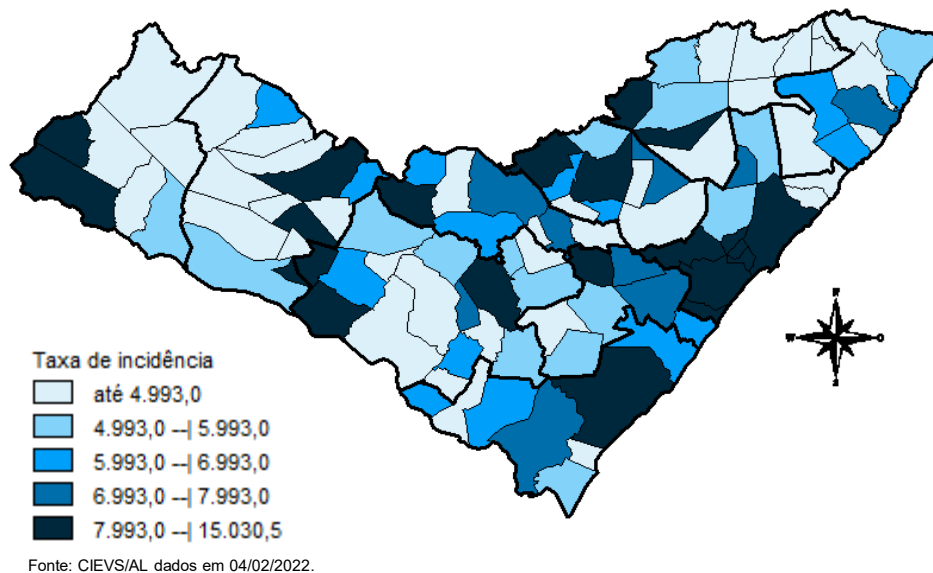 Taxa de incidência
até 4.993,0
4.993,0 --| 5.993,0
5.993,0 --| 6.993,0
6.993,0 --| 7.993,0
7.993,0 --| 15.030,5
Fonte: CIEVS/AL dados em 04/02/2022.